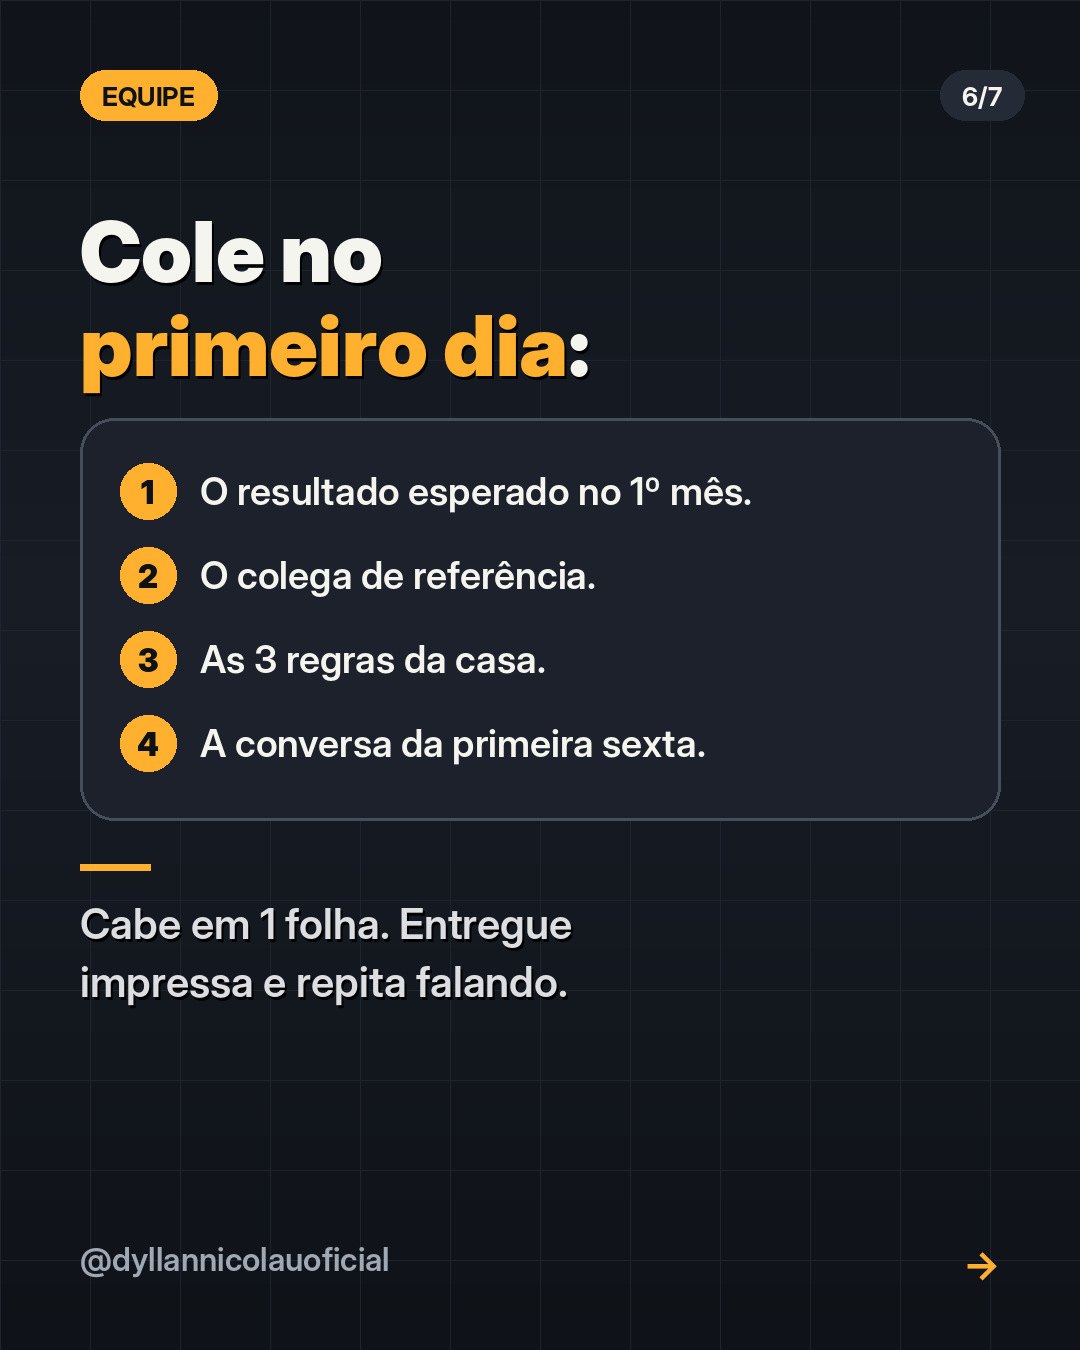 EQUIPE
6/7
Cole no
primeiro dia:
1 O resultado esperado no 1º mês.
2 O colega de referência.
3 As 3 regras da casa.
4 A conversa da primeira sexta.
Cabe em 1 folha. Entregue
impressa e repita falando.
@dyllannicolauoficial
→